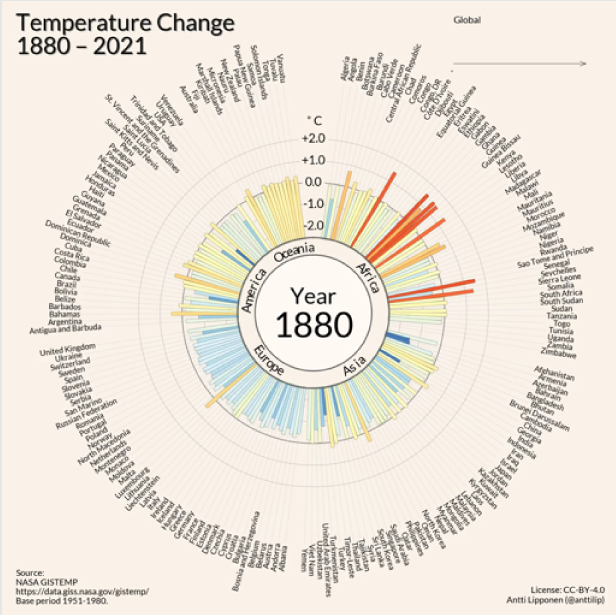 Temperature Change
1880 – 2021
Global
° C
+2.0
+1.0
0.0
-1.0
-2.0
Year
1880
Oceania
Africa
Asia
Europe
America
Algeria
Angola
Benin
Botswana
Burkina Faso
Burundi
Cabo Verde
Cameroon
Central African Republic
Chad
Comoros
Congo
Congo, DR
Côte D'Ivoire
Djibouti
Egypt
Equatorial Guinea
Eritrea
Eswatini
Ethiopia
Gabon
Gambia
Ghana
Guinea
Guinea Bissau
Kenya
Lesotho
Liberia
Libya
Madagascar
Malawi
Mali
Mauritania
Mauritius
Morocco
Mozambique
Namibia
Niger
Nigeria
Rwanda
Sao Tome and Principe
Senegal
Seychelles
Sierra Leone
Somalia
South Africa
South Sudan
Sudan
Tanzania
Togo
Tunisia
Uganda
Zambia
Zimbabwe
Afghanistan
Armenia
Azerbaijan
Bahrain
Bangladesh
Bhutan
Brunei Darussalam
Cambodia
China
Georgia
India
Indonesia
Iran
Iraq
Israel
Japan
Jordan
Kazakhstan
Kuwait
Kyrgyzstan
Laos
Lebanon
Malaysia
Maldives
Mongolia
Myanmar
Nepal
North Korea
Oman
Pakistan
Philippines
Qatar
Saudi Arabia
Singapore
South Korea
Sri Lanka
Syria
Tajikistan
Thailand
Timor-Leste
Turkey
Turkmenistan
United Arab Emirates
Uzbekistan
Viet Nam
Yemen
Albania
Andorra
Austria
Belarus
Belgium
Bosnia and Herzegovina
Bulgaria
Croatia
Cyprus
Czechia
Denmark
Estonia
Finland
France
Germany
Greece
Hungary
Iceland
Ireland
Italy
Latvia
Liechtenstein
Lithuania
Luxembourg
Malta
Moldova
Monaco
Montenegro
Netherlands
North Macedonia
Norway
Poland
Portugal
Romania
Russian Federation
San Marino
Serbia
Slovakia
Slovenia
Spain
Sweden
Switzerland
Ukraine
United Kingdom
Antigua and Barbuda
Argentina
Bahamas
Barbados
Belize
Bolivia
Brazil
Canada
Chile
Colombia
Costa Rica
Cuba
Dominica
Dominican Republic
Ecuador
El Salvador
Grenada
Guatemala
Guyana
Haiti
Honduras
Jamaica
Mexico
Nicaragua
Panama
Paraguay
Peru
Saint Kitts and Nevis
Saint Lucia
St. Vincent and the Grenadines
Suriname
Trinidad and Tobago
USA
Uruguay
Venezuela
Australia
Fiji
Kiribati
Marshall Islands
Micronesia
Nauru
New Zealand
Palau
Papua New Guinea
Samoa
Solomon Islands
Tonga
Tuvalu
Vanuatu
Source:
NASA GISTEMP
https://data.giss.nasa.gov/gistemp/
Base period 1951-1980.
License: CC-BY-4.0
Antti Lipponen (@anttilip)